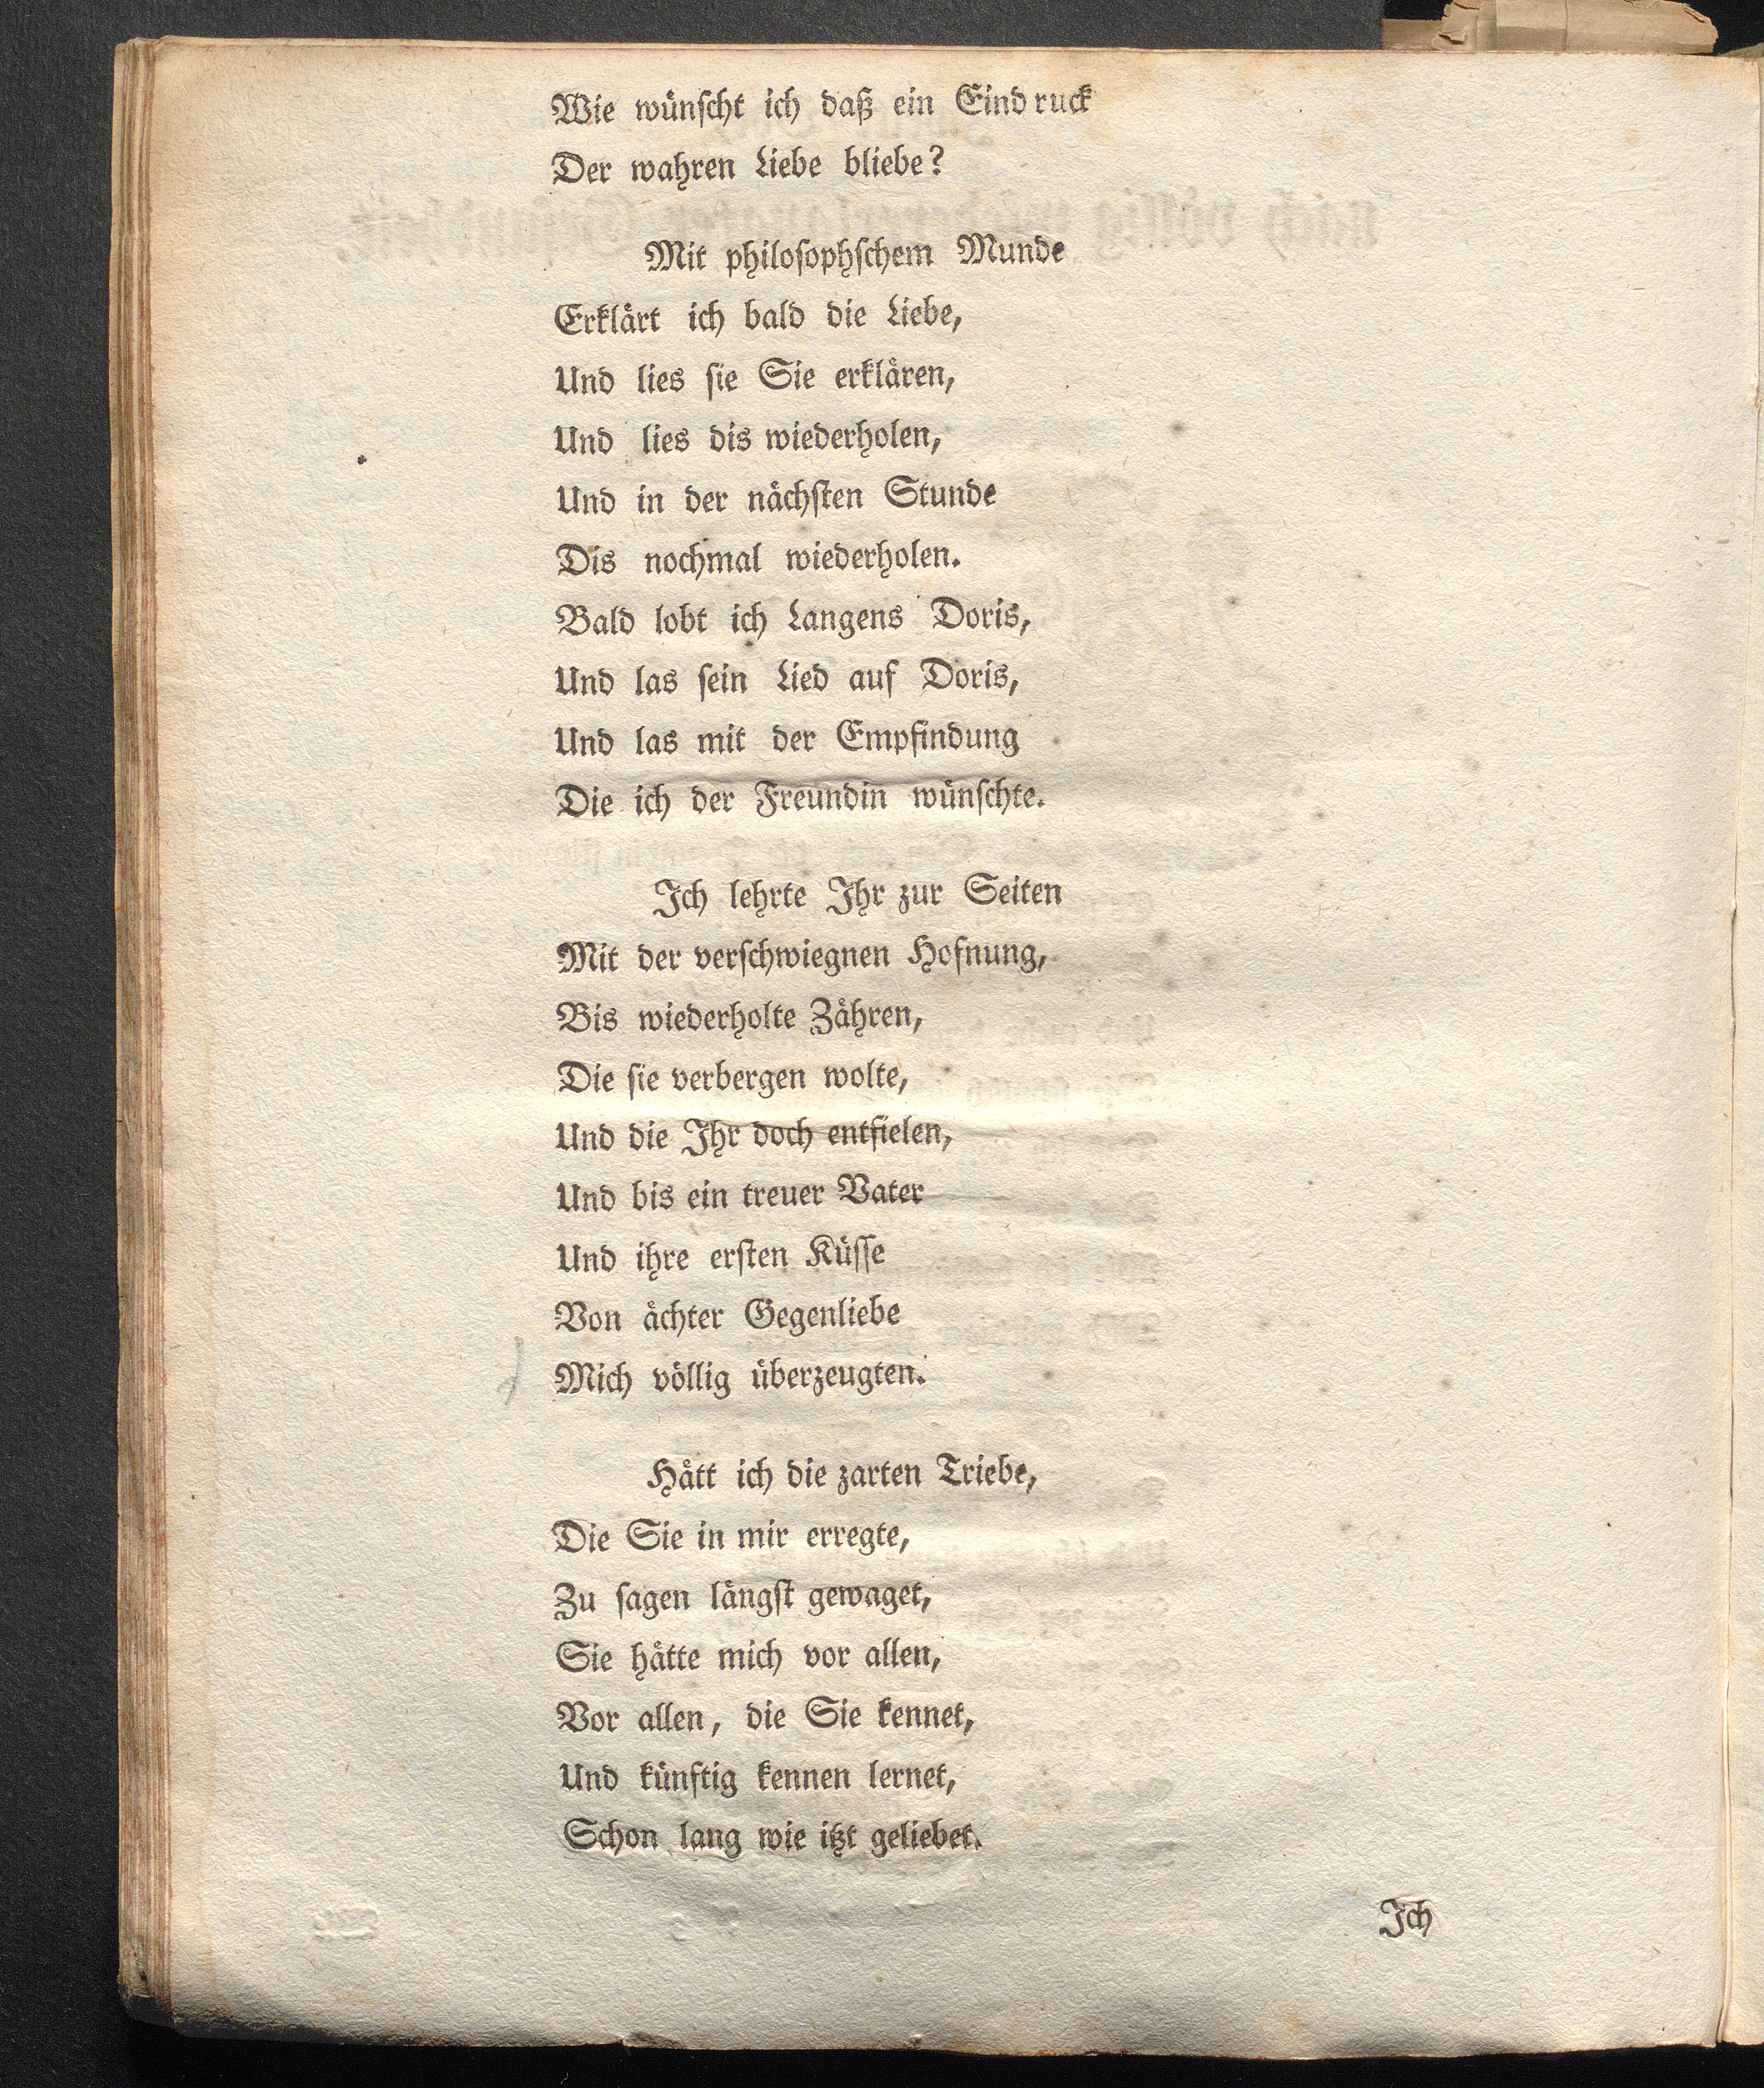 Wie wünſcht ich daß ein Eindruck
Der wahren Liebe bliebe?
Mit philoſophſchem Munde
Erklärt ich bald die Liebe,
Und lies ſie Sie erklären,
Und lies dis wiederholen,
Und in der nächſten Stunde
Dis nochmal wiederholen.
Bald lobt ich Langens Doris,
Und las ſein Lied auf Doris,
Und las mit der Empfindung
Die ich der Freundin wünſchte.
Ich lehrte Ihr zur Seiten
Mit der verſchwiegnen Hofnung,
Bis wiederholte Zähren,
Die ſie verbergen wolte,
Und die Ihr doch entfielen,
Und bis ein treuer Vater
Und ihre erſten Küſſe
Von ächter Gegenliebe
Mich völlig überzeugten.
Hätt ich die zarten Triebe,
Die Sie in mir erregte,
Zu ſagen längſt gewaget,
Sie hätte mich vor allen,
Vor allen, die Sie kennet,
Und künftig kennen lernet,
Schon lang wie itzt geliebet.
Ich